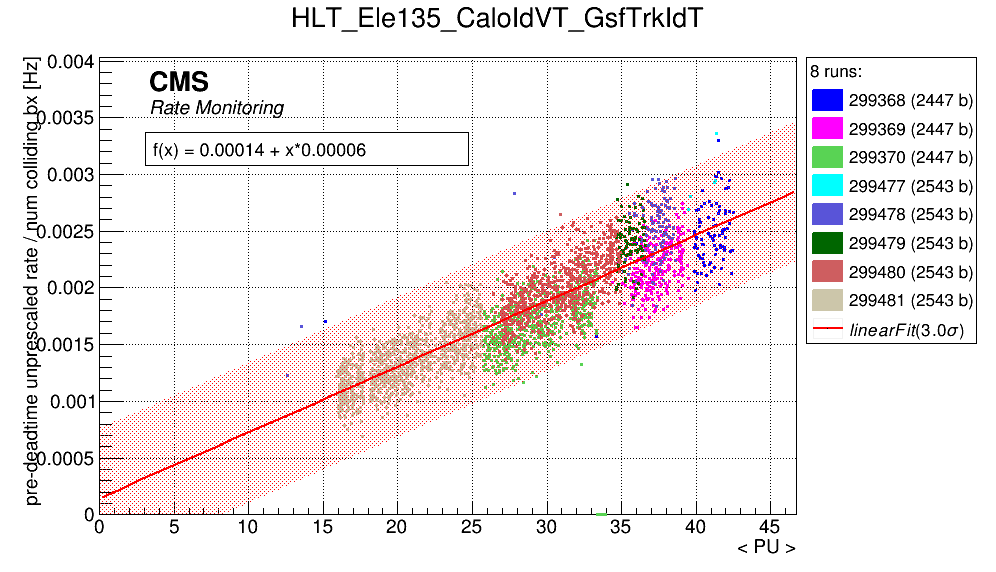 HLT_Ele135_CaloIdVT_GsfTrkIdT
pre-deadtime unprescaled rate / num colliding bx [Hz]
0.004
0.0035
0.003
0.0025
0.002
0.0015
0.001
0.0005
0
CMS
Rate Monitoring
f(x) = 0.00014 + x*0.00006
0 5 10 15 20 25 30 35 40 45
< PU >
8 runs:
299368 (2447 b)
299369 (2447 b)
299370 (2447 b)
299477 (2543 b)
299478 (2543 b)
299479 (2543 b)
299480 (2543 b)
299481 (2543 b)
linearFit(3.0σ)